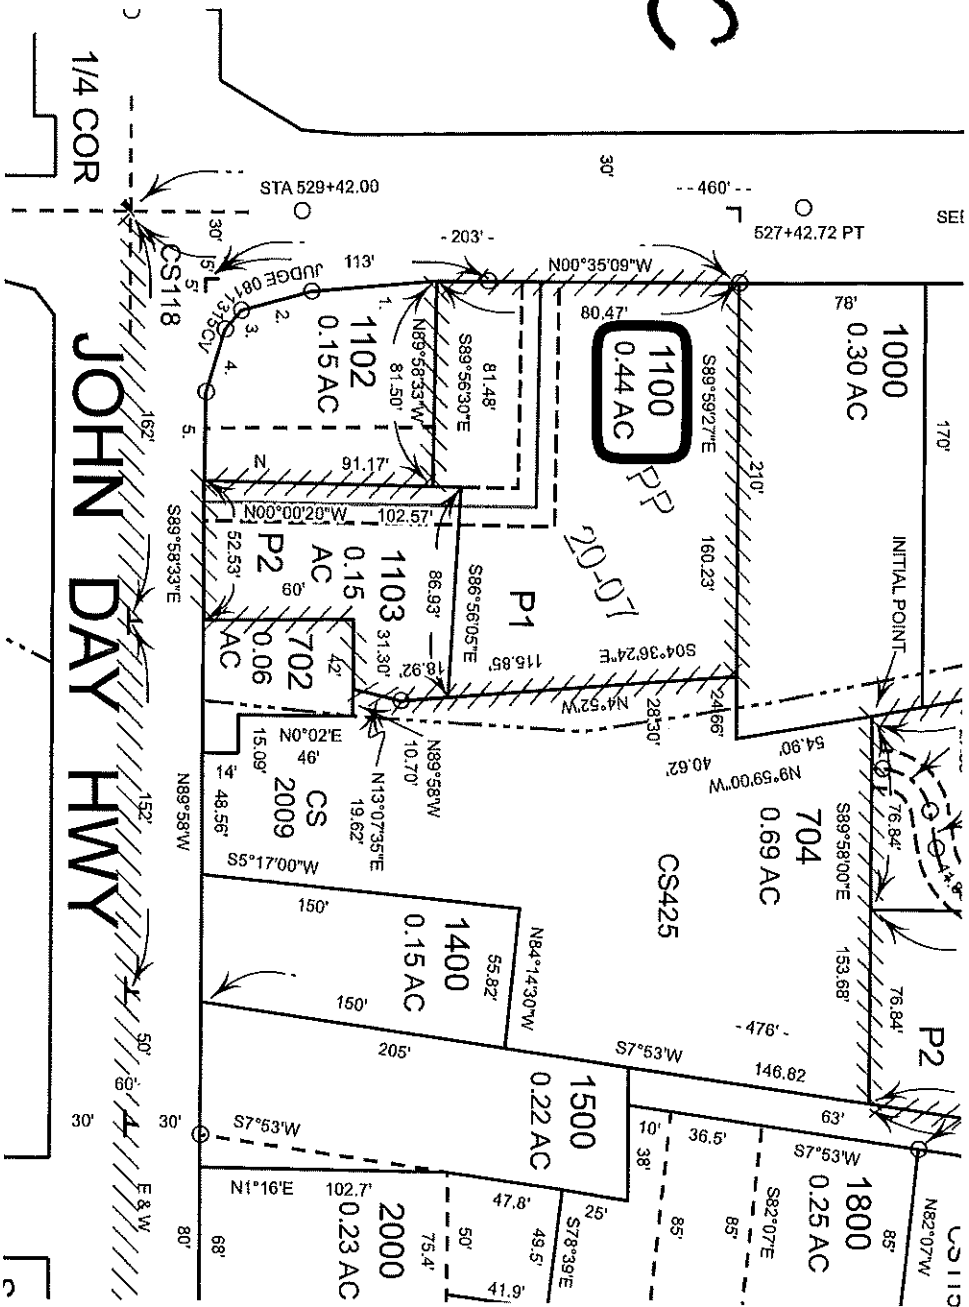 1/4 COR
STA 529+42.00
30'
- 460' -
527+42.72 PT
SEE
C
CS118
30'
5'
5'
JUDGE 081131SCV
113'
- 203' -
N00°35'09"W
78'
1000
0.30 AC
170'
1.
2.
3.
4.
5.
1102
0.15 AC
N89°58'33"W
81.50'
S89°56'30"E
81.48'
80.47'
1100
0.44 AC
S89°59'27"E
210'
160.23'
PP
20-07
P1
JOHN DAY HWY
162'
S89°58'33"E
N
91.17'
N00°00'20"W
102.57'
52.53'
P2
60'
1103
0.15
AC
86.93'
S86°56'05"E
31.30'
18.92'
115.85'
S04°36'24"E
N4°52'W
28.30'
24.66'
INITIAL POINT
54.90'
40.62'
N9°59'00"W
702
0.06
AC
42'
N0°02'E
46'
15.09'
14'
48.56'
152'
N89°58'W
CS
2009
N89°58'W
10.70'
N13°07'35"E
19.62'
S5°17'00"W
150'
1400
0.15 AC
55.82'
N84°14'30"W
150'
205'
CS425
704
0.69 AC
S89°58'00"E
76.84'
153.68'
76.84'
P2
- 476' -
S7°53'W
146.82
63'
1500
0.22 AC
10'
38'
36.5'
S7°53'W
50'
60'
30'
30'
E & W
S7°53'W
N1°16'E
102.7'
80'
68'
2000
0.23 AC
75.4'
50'
47.8'
25'
49.5'
S78°39'E
41.9'
85'
85'
S82°07'E
1800
0.25 AC
85'
N82°07'W